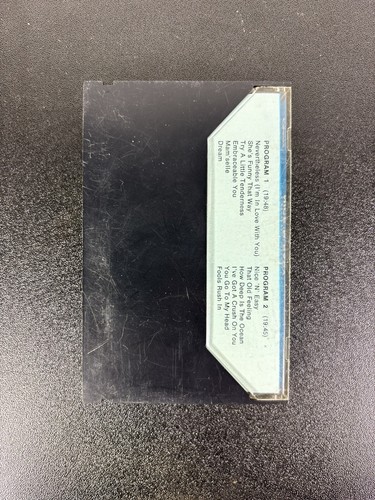 PROGRAM 1 (19:48)
Nevertheless (I'm In Love With You)
She's Funny That Way
Try A Little Tenderness
Embraceable You
Mam'selle
Dream
PROGRAM 2 (19:45)
Nice 'N' Easy
That Old Feeling
How Deep Is The Ocean
I've Got A Crush On You
You Go To My Head
Fools Rush In